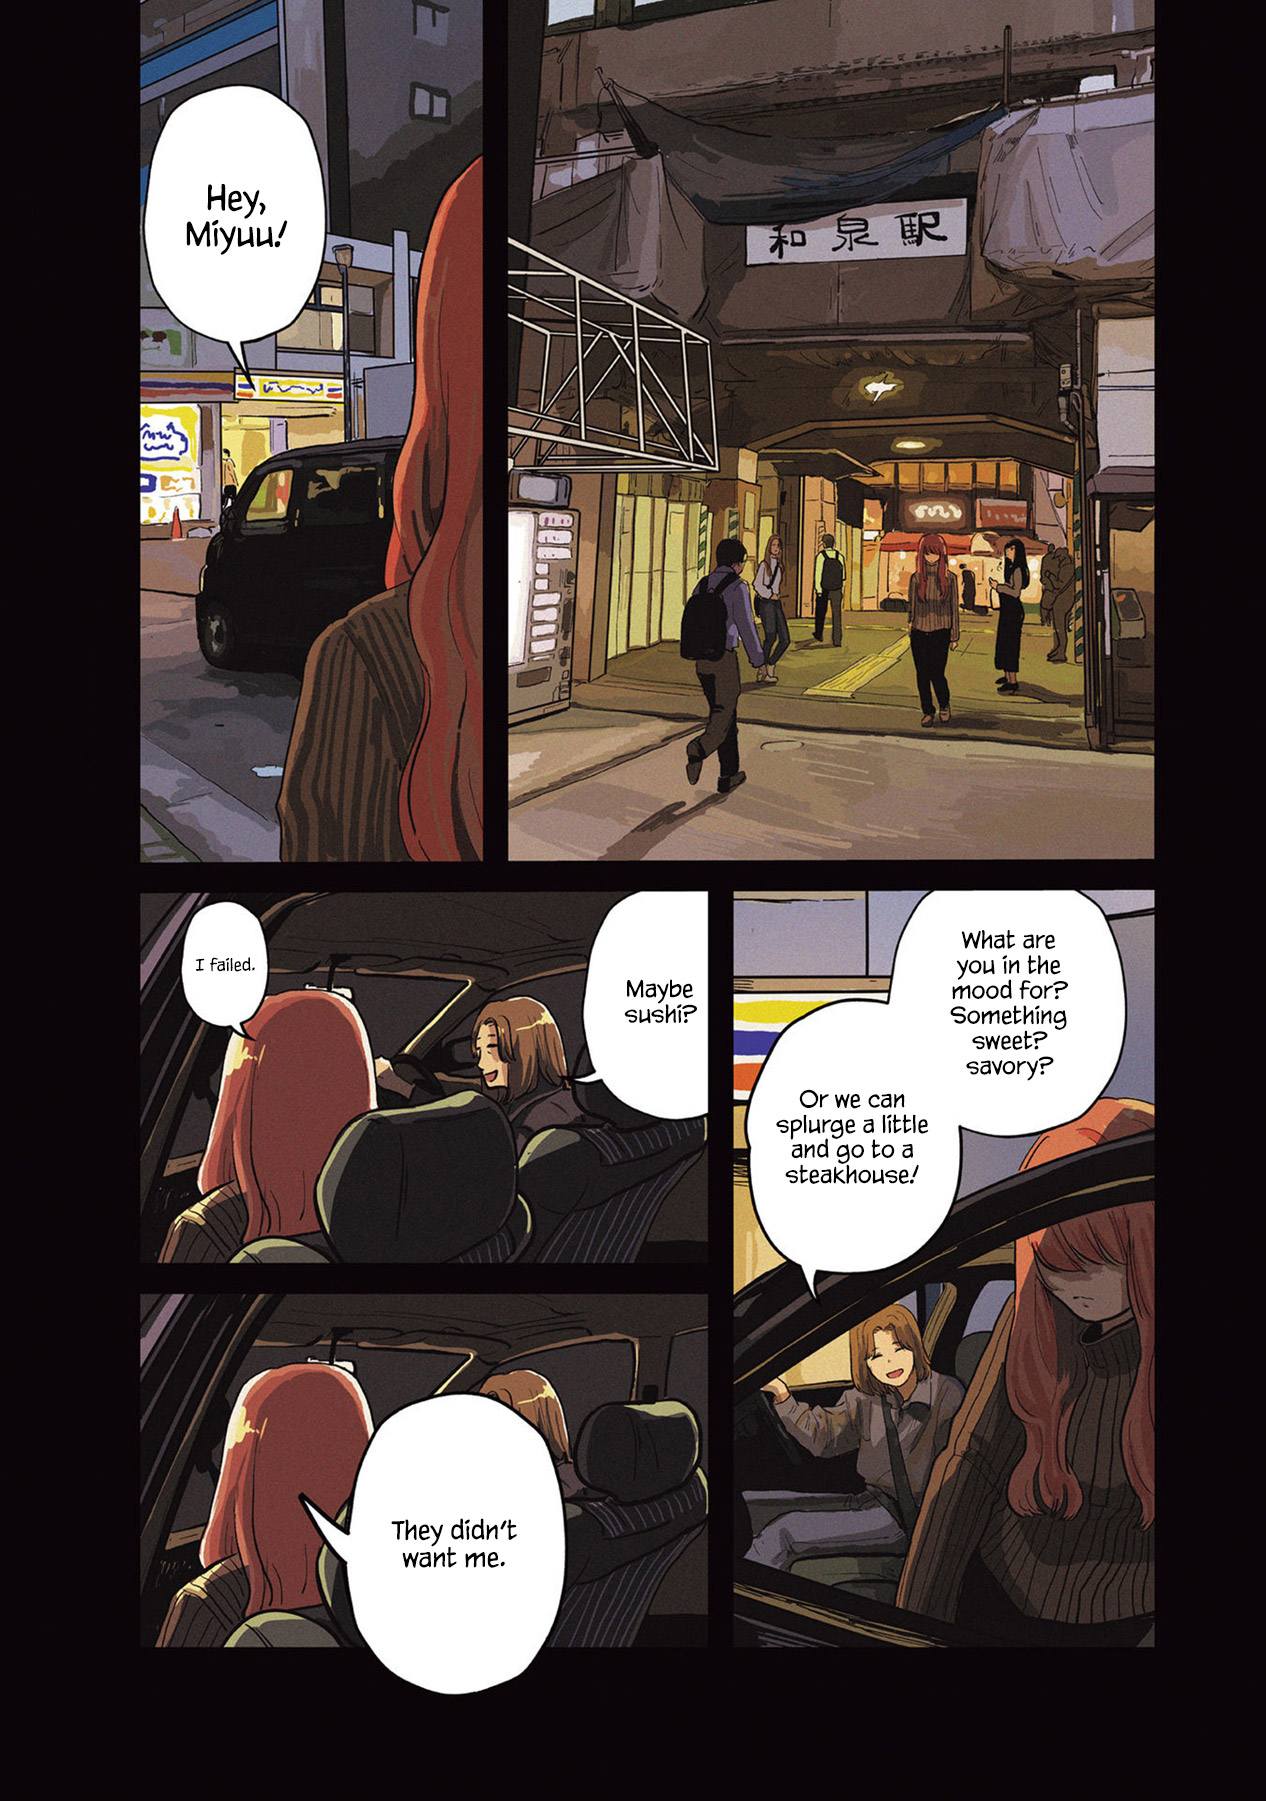 和泉駅
Hey,
Miyuu!
What are
you in the
mood for?
Something
sweet?
savory?
Or we can
splurge a little
and go to a
steakhouse!
Maybe
sushi?
I failed.
They didn't
want me.